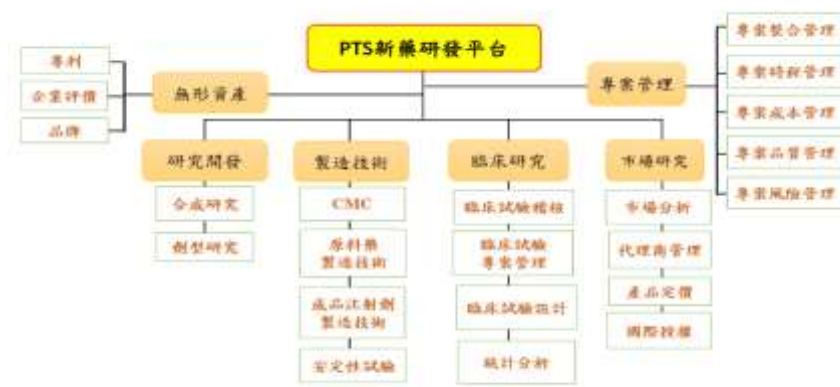 PTS新藥研發平台
無形資產
專利
企業評價
品牌
專案管理
專案整合管理
專案時程管理
專案成本管理
專案品質管理
專案風險管理
研究開發
合成研究
劑型研究
製造技術
CMC
原料藥
製造技術
成品注射劑
製造技術
安定性試驗
臨床研究
臨床試驗稽核
臨床試驗
專案管理
臨床試驗設計
統計分析
市場研究
市場分析
代理商管理
產品定價
國際授權